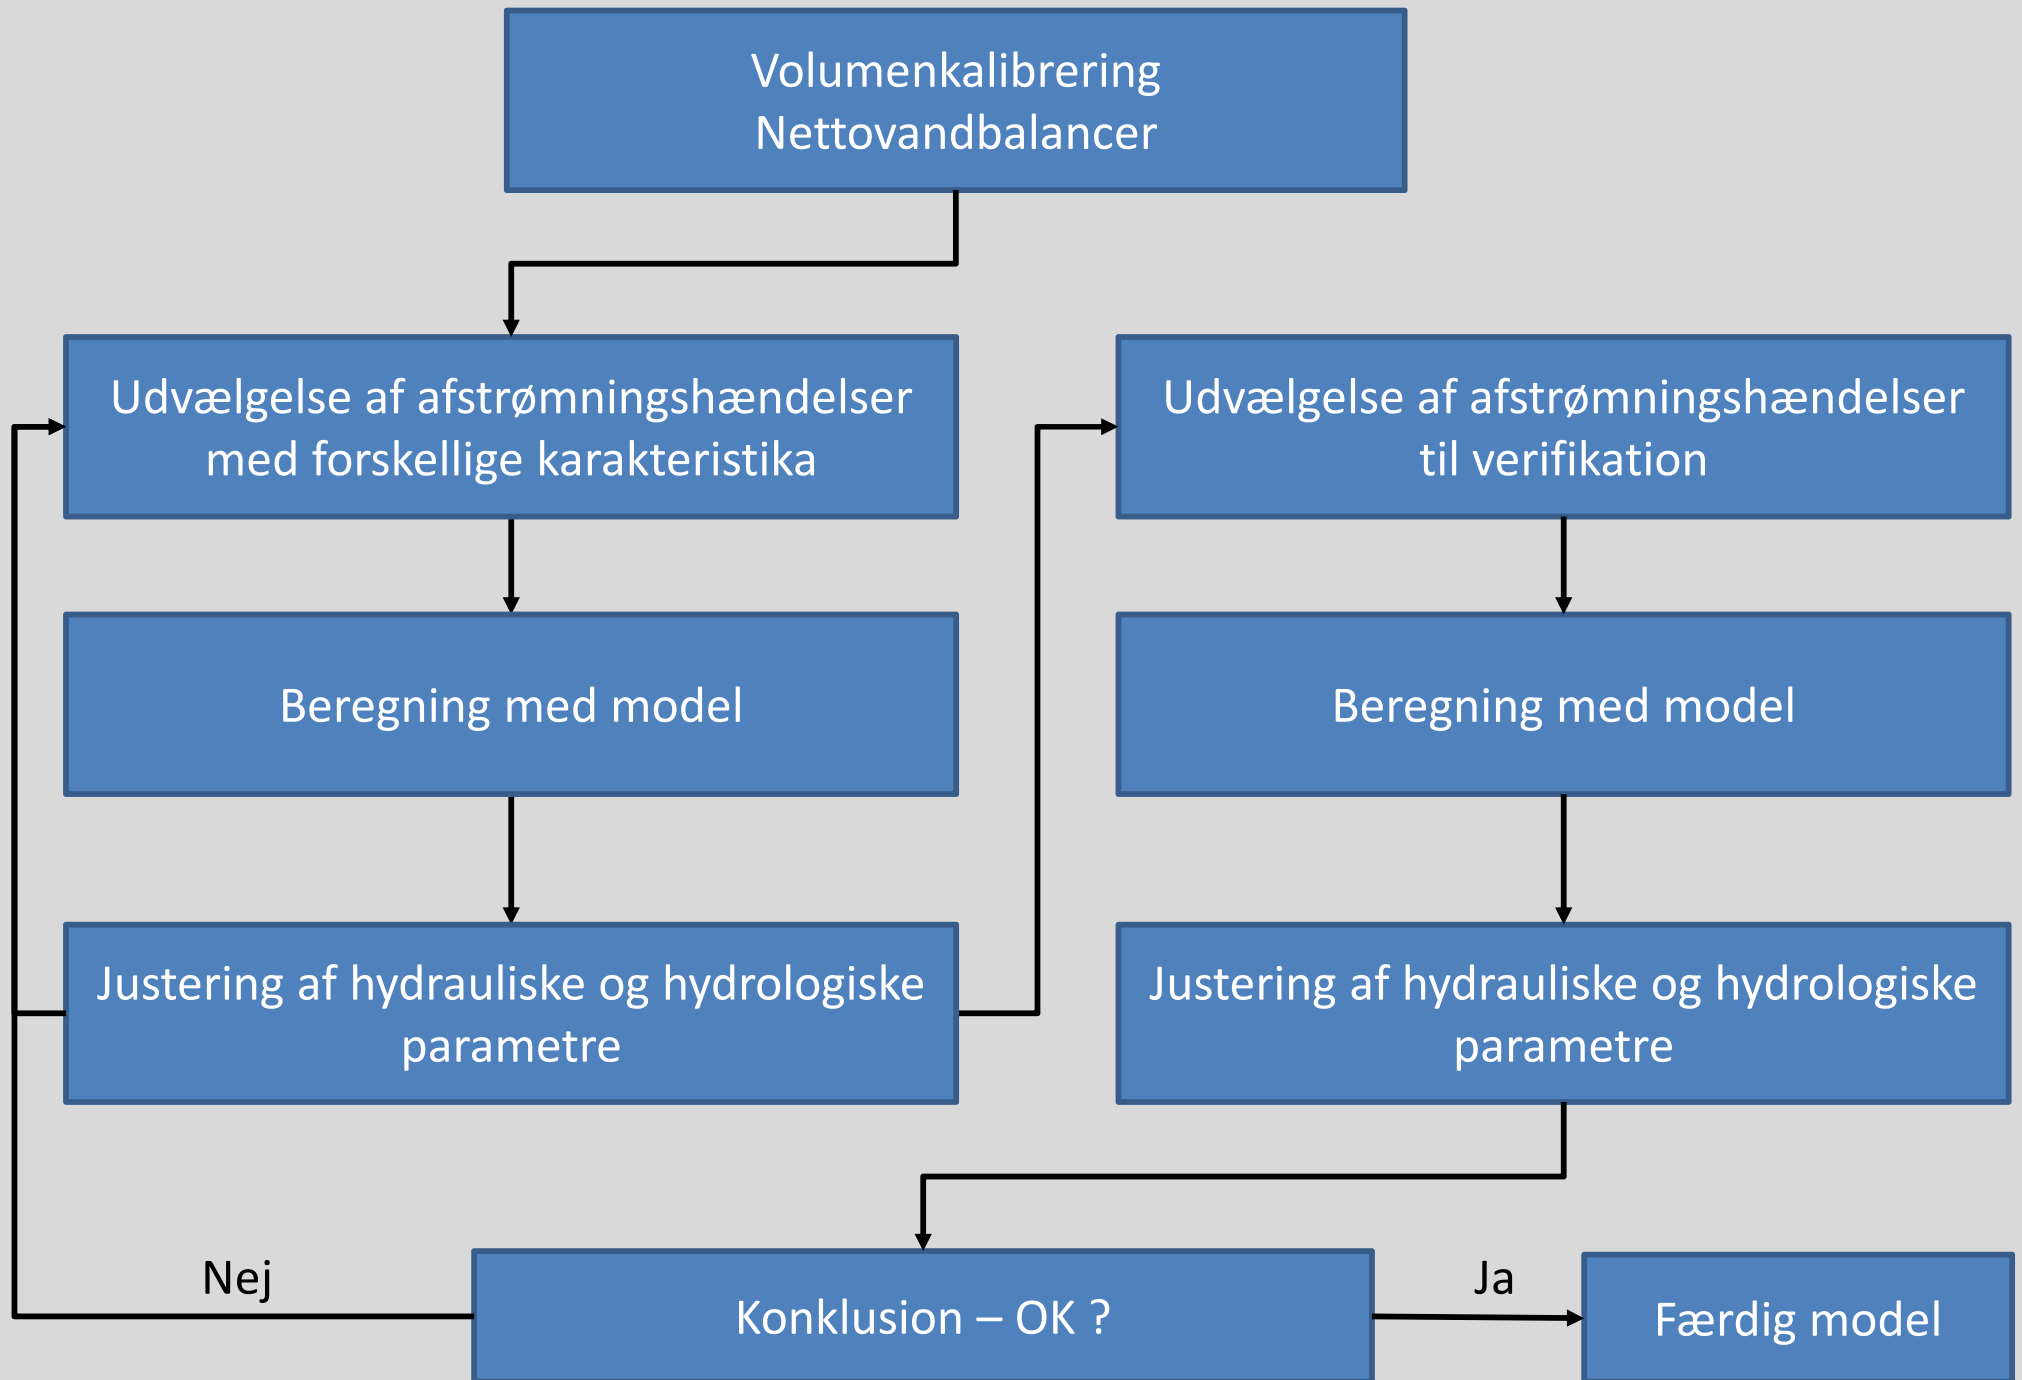 Volumenkalibrering
Nettovandbalancer
Udvælgelse af afstrømningshændelser
med forskellige karakteristika
Beregning med model
Justering af hydrauliske og hydrologiske
parametre
Udvælgelse af afstrømningshændelser
til verifikation
Beregning med model
Justering af hydrauliske og hydrologiske
parametre
Nej
Konklusion – OK ?
Ja
Færdig model